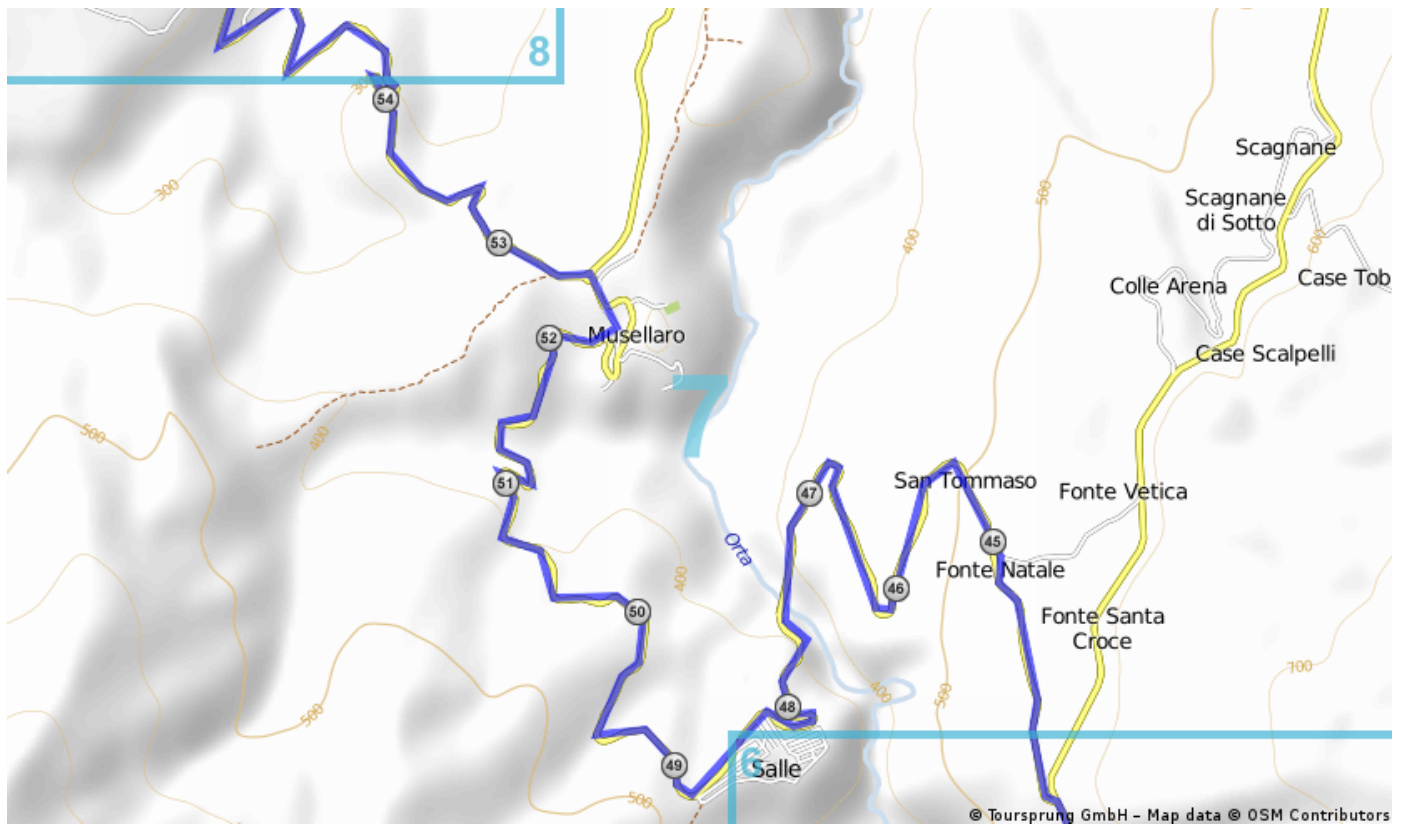 8
300
54
Scagnane
300
500
Scagnane
di Sotto
53
400
600
Case Tob
Colle Arena
Musellaro
52
Case Scalpelli
7
500
400
51
47
San Tommaso
Fonte Vetica
45
Orta
Fonte Natale
400
46
50
Fonte Santa
Croce
700
400
500
48
500
49
6
Salle
500
© Toursprung GmbH – Map data © OSM Contributors